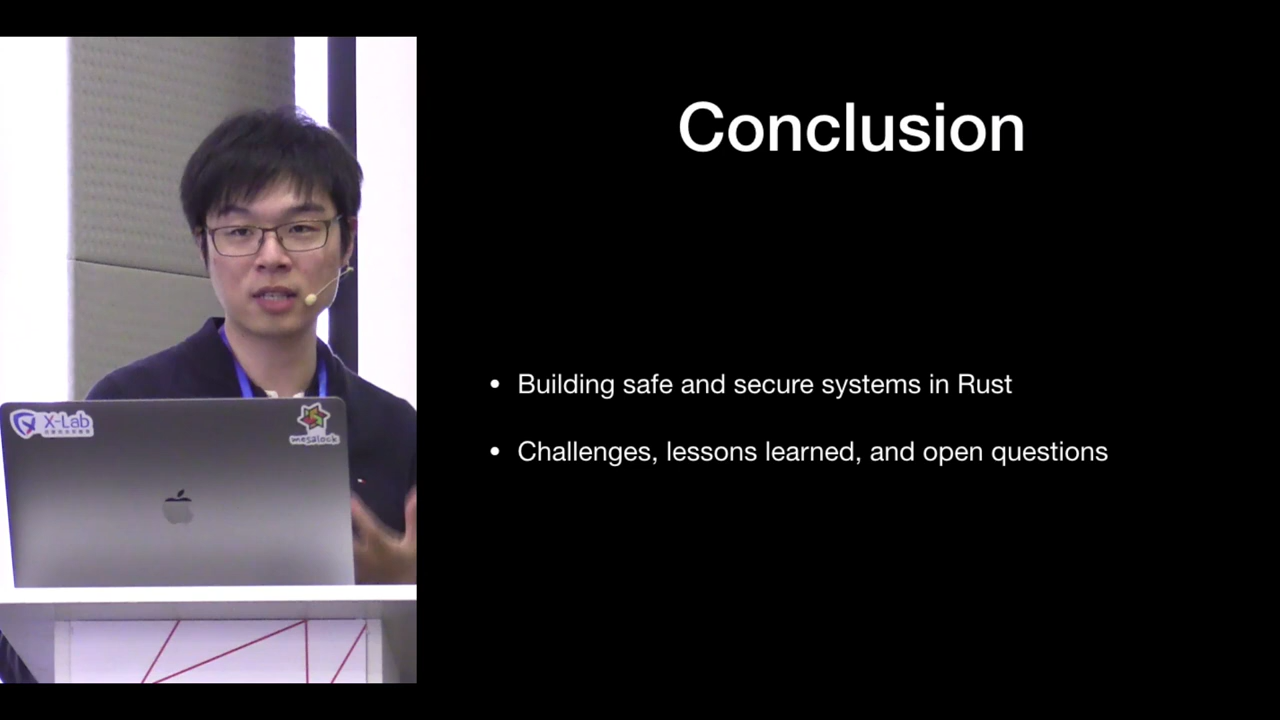 Conclusion
• Building safe and secure systems in Rust
• Challenges, lessons learned, and open questions
X-Lab
mesalock